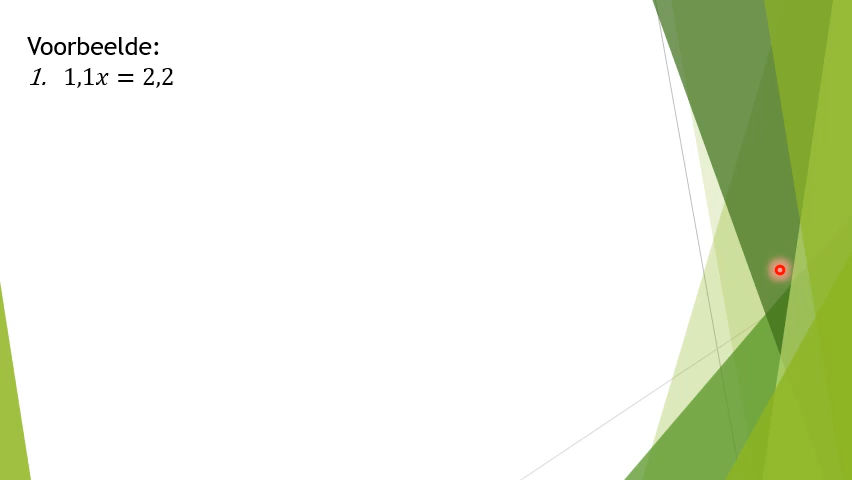 Voorbeelde:
1. 1,1𝑥 = 2,2